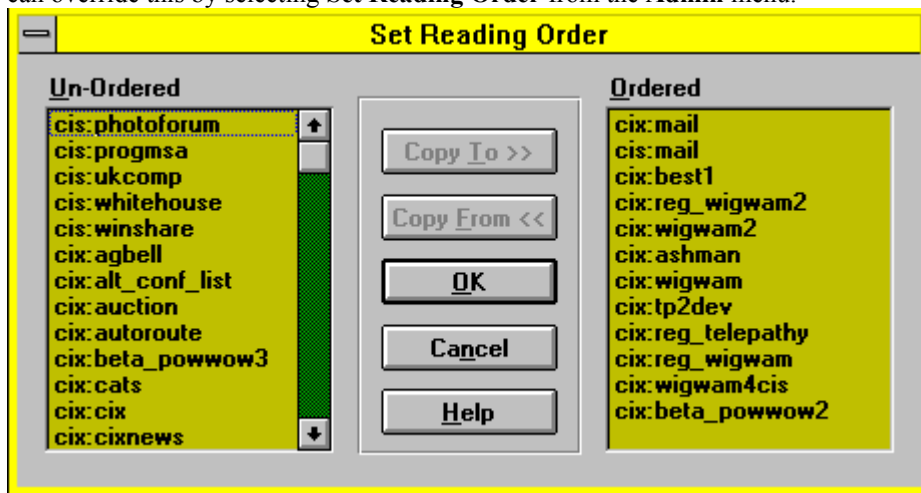 can override this by selecting Set Reading Order from the Admin menu.
Set Reading Order
Un-Ordered
cis:photoforum
cis:progmsa
cis:ukcomp
cis:whitehouse
cis:winshare
cix:agbell
cix:alt_conf_list
cix:auction
cix:autoroute
cix:beta_powwow3
cix:cats
cix:cix
cix:cixnews
Copy To >>
Copy From <<
OK
Cancel
Help
Ordered
cix:mail
cis:mail
cix:best1
cix:reg_wigwam2
cix:wigwam2
cix:ashman
cix:wigwam
cix:tp2dev
cix:reg_telepathy
cix:reg_wigwam
cix:wigwam4cis
cix:beta_powwow2